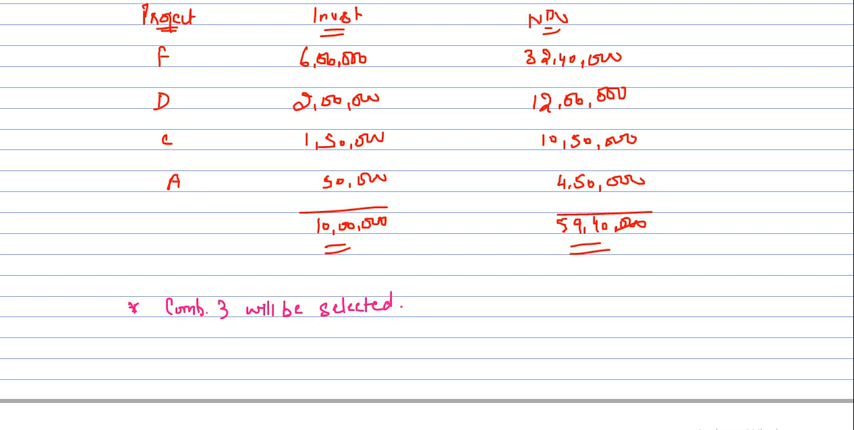 Project Invest NPV
F 6,00,000 32,40,000
D 2,00,000 12,00,000
C 1,50,000 10,50,000
A 50,000 4,50,000
10,00,000 59,40,000
* Comb. 3 will be selected.